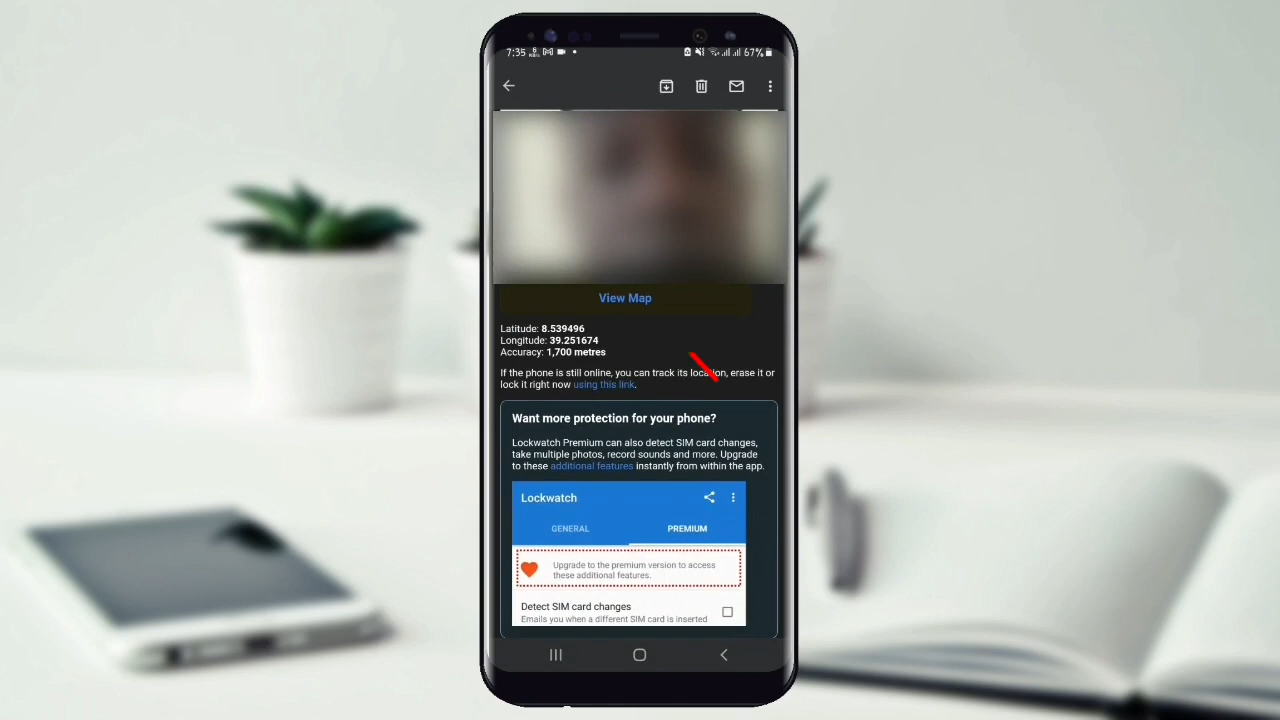 7:35
67%
View Map
Latitude: 8.539496
Longitude: 39.251674
Accuracy: 1,700 metres
If the phone is still online, you can track its location, erase it or
lock it right now using this link.
Want more protection for your phone?
Lockwatch Premium can also detect SIM card changes,
take multiple photos, record sounds and more. Upgrade
to these additional features instantly from within the app.
Lockwatch
GENERAL
PREMIUM
Upgrade to the premium version to access
these additional features.
Detect SIM card changes
Emails you when a different SIM card is inserted